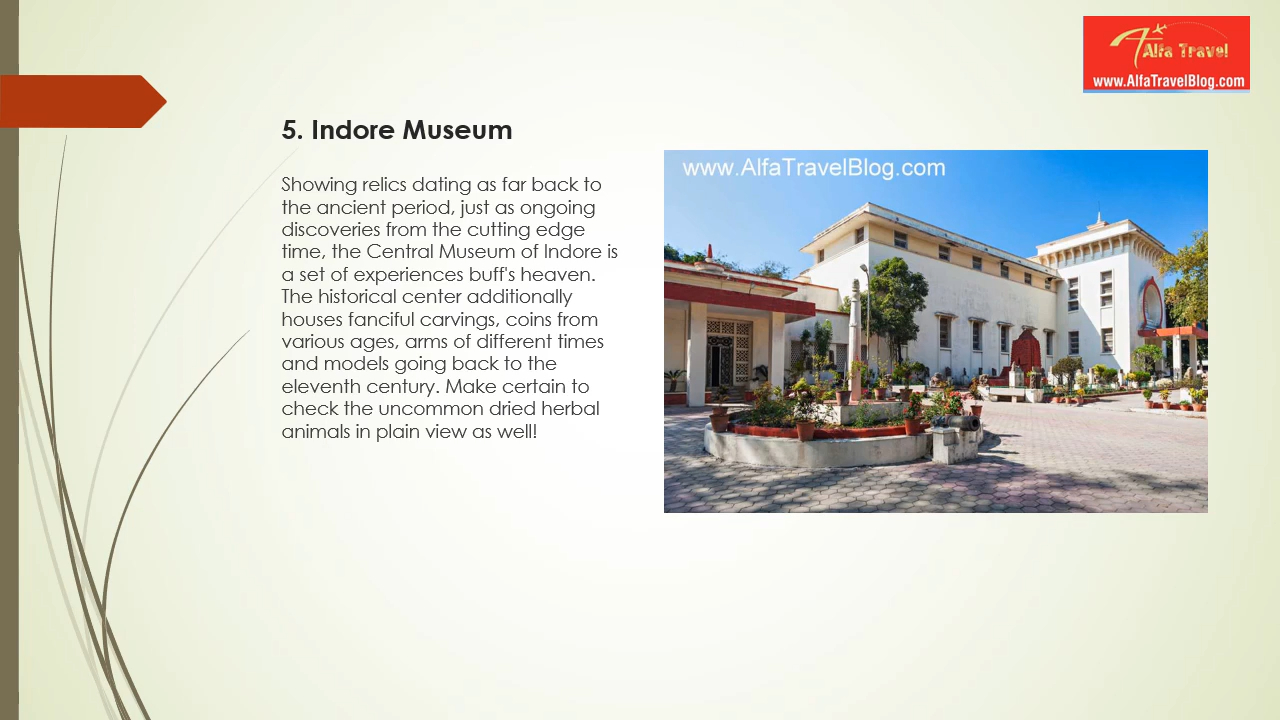 Alfa Travel
www.AlfaTravelBlog.com
5. Indore Museum
Showing relics dating as far back to
the ancient period, just as ongoing
discoveries from the cutting edge
time, the Central Museum of Indore is
a set of experiences buff's heaven.
The historical center additionally
houses fanciful carvings, coins from
various ages, arms of different times
and models going back to the
eleventh century. Make certain to
check the uncommon dried herbal
animals in plain view as well!
www.AlfaTravelBlog.com